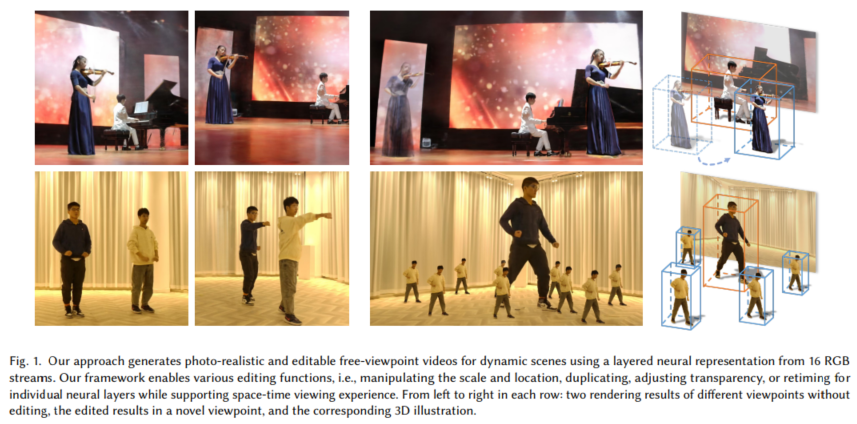 Fig. 1. Our approach generates photo-realistic and editable free-viewpoint videos for dynamic scenes using a layered neural representation from 16 RGB
streams. Our framework enables various editing functions, i.e., manipulating the scale and location, duplicating, adjusting transparency, or retiming for
individual neural layers while supporting space-time viewing experience. From left to right in each row: two rendering results of different viewpoints without
editing, the edited results in a novel viewpoint, and the corresponding 3D illustration.